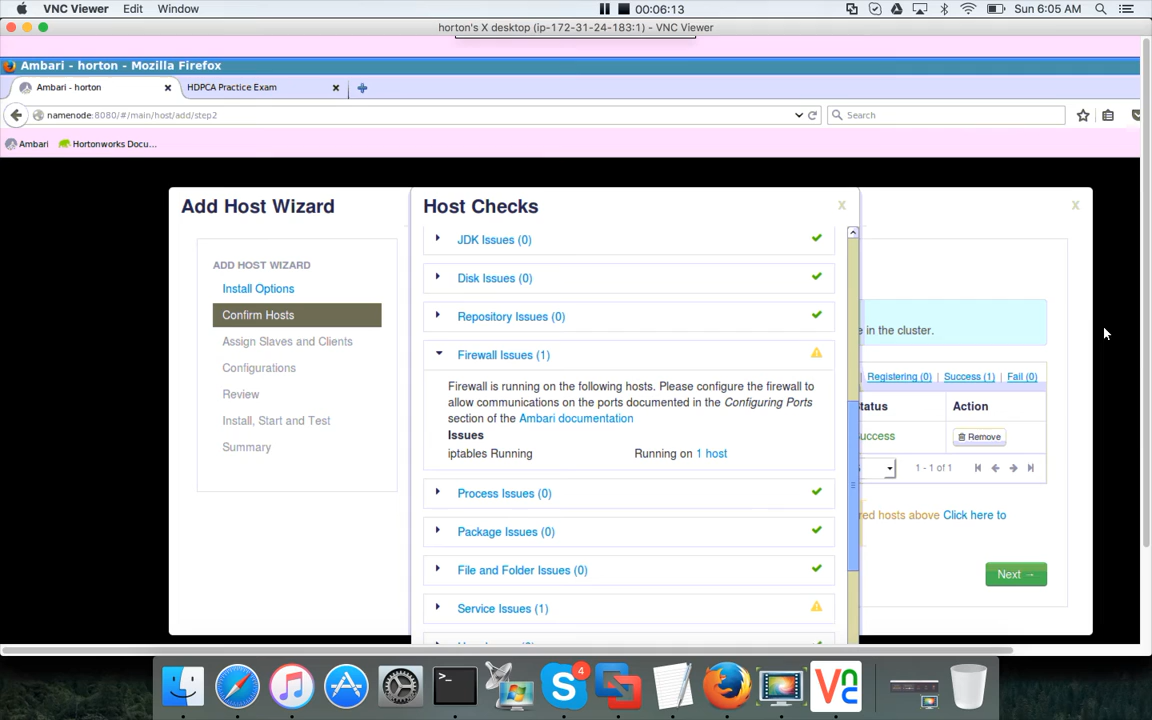 VNC Viewer Edit Window 00:06:13 Sun 6:05 AM
horton's X desktop (ip-172-31-24-183:1) - VNC Viewer
Ambari - horton - Mozilla Firefox
Ambari - horton HDPCA Practice Exam
namenode:8080/#/main/host/add/step2 Search
Ambari Hortonworks Docu...
Add Host Wizard
ADD HOST WIZARD
Install Options
Confirm Hosts
Assign Slaves and Clients
Configurations
Review
Install, Start and Test
Summary
Host Checks x
JDK Issues (0)
Disk Issues (0)
Repository Issues (0)
Firewall Issues (1)
Firewall is running on the following hosts. Please configure the firewall to
allow communications on the ports documented in the Configuring Ports
section of the Ambari documentation
Issues
iptables Running Running on 1 host
Process Issues (0)
Package Issues (0)
File and Folder Issues (0)
Service Issues (1)
x
e in the cluster.
Registering (0) | Success (1) | Fail (0)
Status Action
uccess Remove
1 - 1 of 1
red hosts above Click here to
Next →
4